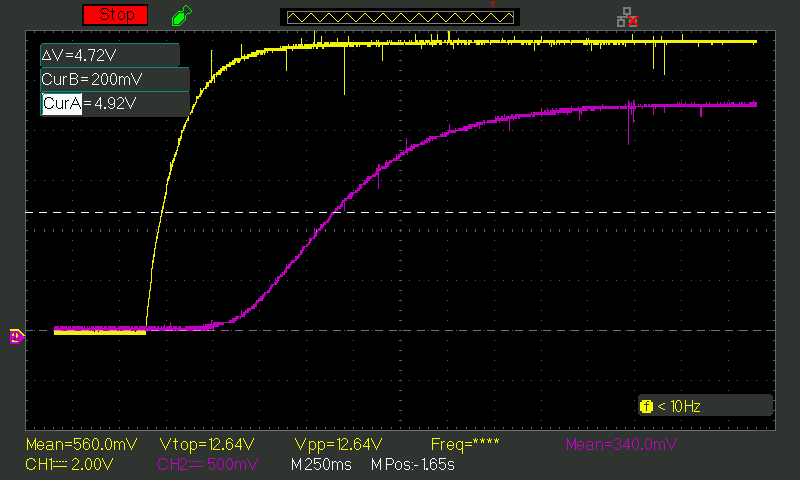 Stop
T
ΔV=4.72V
CurB=200mV
CurA=4.92V
f < 10Hz
Mean=560.0mV Vtop=12.64V Vpp=12.64V Freq=**** Mean=340.0mV
CH1 2.00V CH2 500mV M250ms MPos:-1.65s